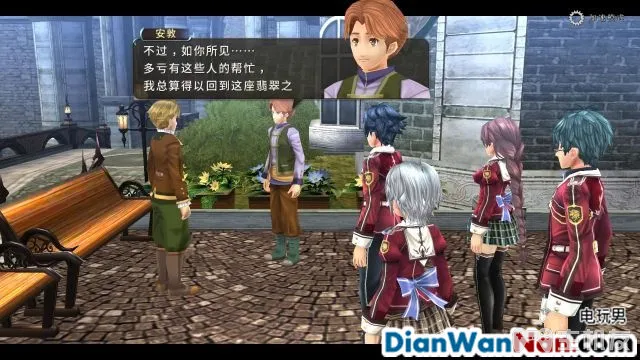 安敦
不过，如你所见……
多亏有这些人的帮忙，
我总算得以回到这座翡翠之
电玩男
DianWanNan.com